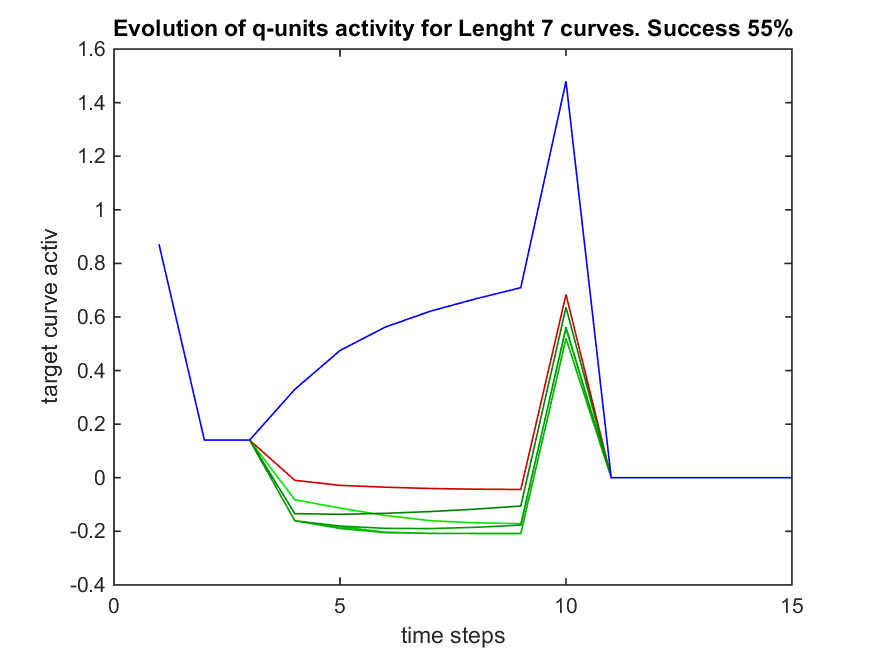 Evolution of q-units activity for Lenght 7 curves. Success 55%
1.6
1.4
1.2
1
0.8
0.6
0.4
0.2
0
-0.2
-0.4
target curve activ
0 5 10 15
time steps